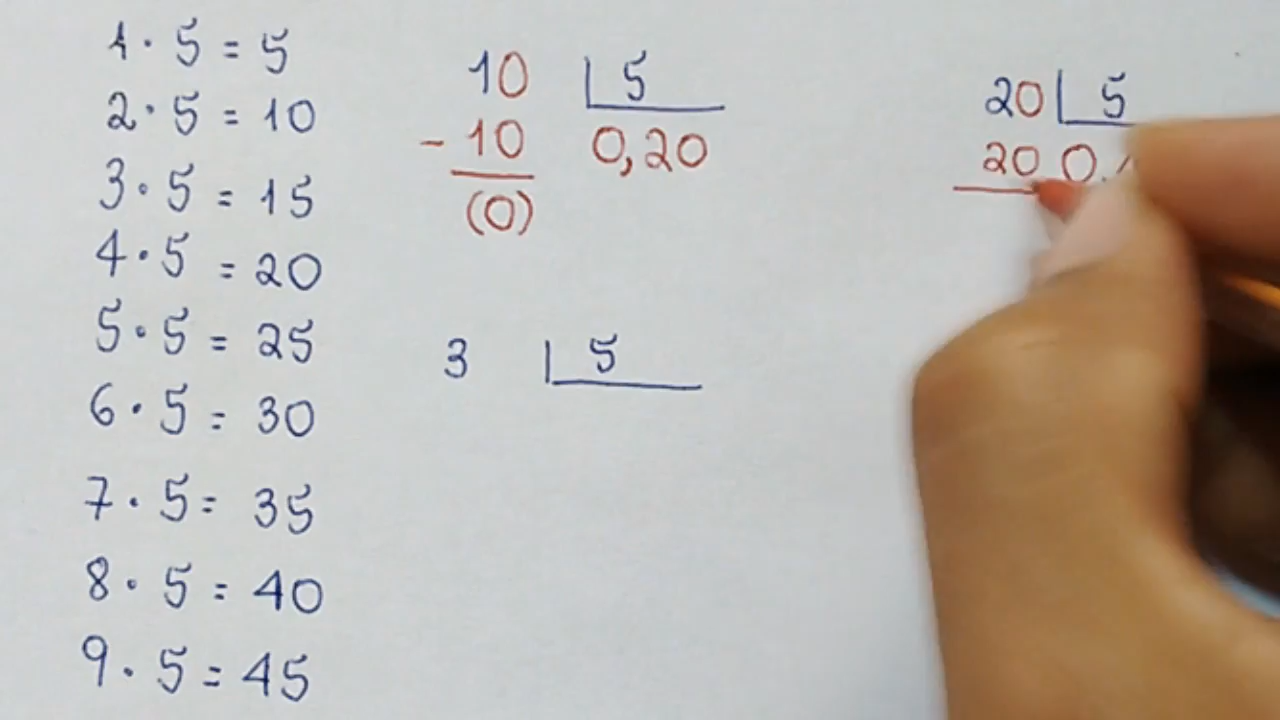 1 · 5 = 5
2 · 5 = 10
3 · 5 = 15
4 · 5 = 20
5 · 5 = 25
6 · 5 = 30
7 · 5 = 35
8 · 5 = 40
9 · 5 = 45
10 5
- 10 0,20
(0)
3 5
20 5
20 0,